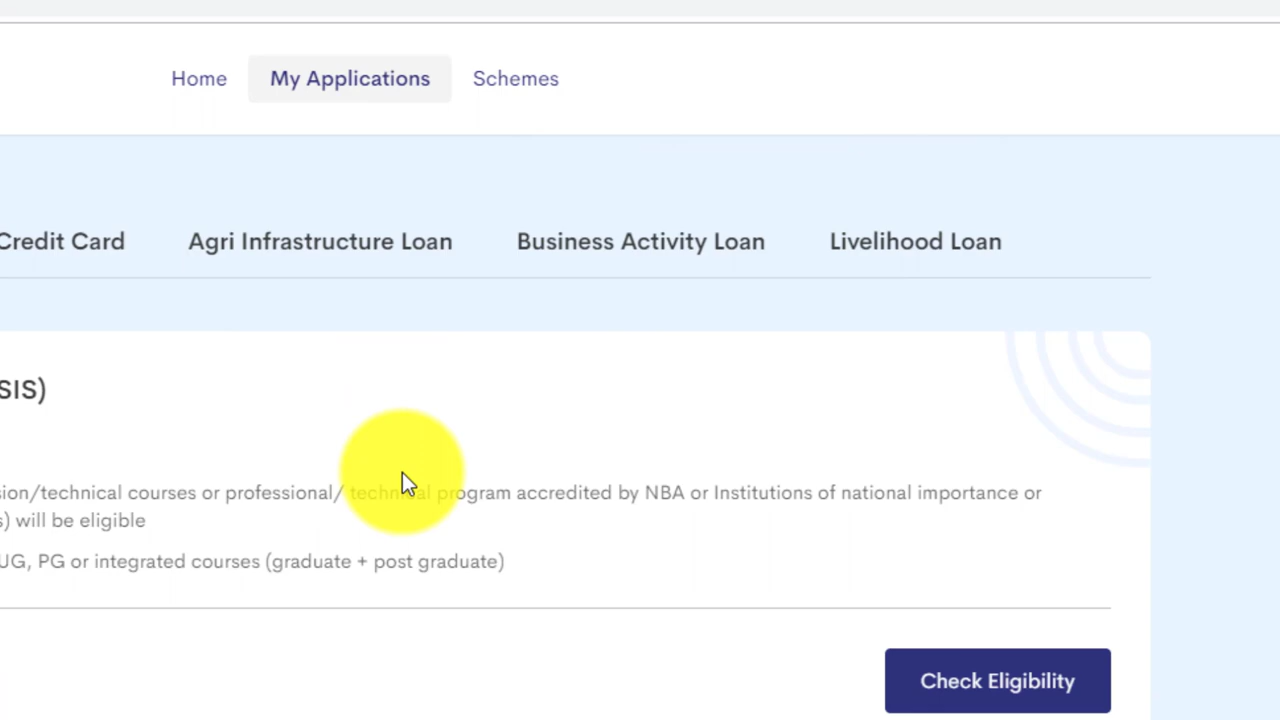 Home My Applications Schemes
Credit Card Agri Infrastructure Loan Business Activity Loan Livelihood Loan
SIS)
sion/technical courses or professional/ technical program accredited by NBA or Institutions of national importance or
s) will be eligible
UG, PG or integrated courses (graduate + post graduate)
Check Eligibility